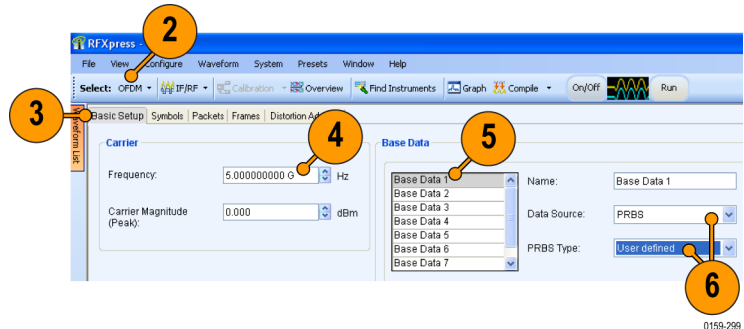 2
RFXpress -
File View Configure Waveform System Presets Window Help
Select: OFDM IF/RF Calibration Overview Find Instruments Graph Compile On/Off Run
3
Waveform List
Basic Setup Symbols Packets Frames Distortion
4
5
Carrier
Base Data
Frequency: 5.000000000 G Hz
Carrier Magnitude (Peak): 0.000 dBm
Base Data 1
Base Data 2
Base Data 3
Base Data 4
Base Data 5
Base Data 6
Base Data 7
Name: Base Data 1
Data Source: PRBS
PRBS Type: User defined
6
0159-299